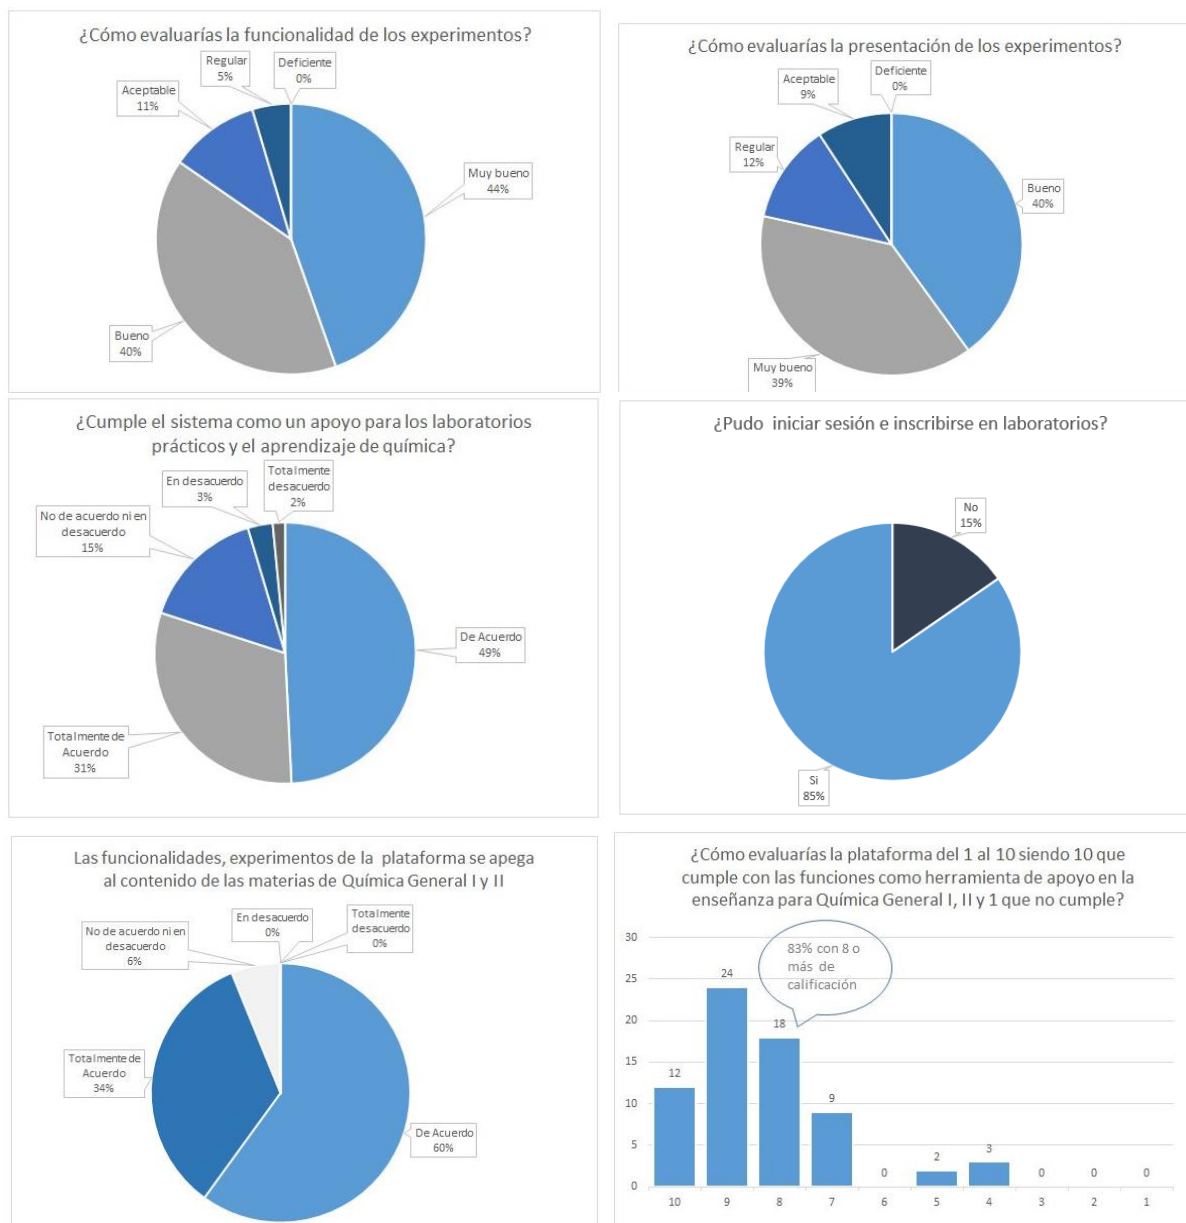 ¿Cómo evaluarías la funcionalidad de los experimentos?
Regular
5%
Deficiente
0%
Aceptable
11%
Muy bueno
44%
Bueno
40%
¿Cómo evaluarías la presentación de los experimentos?
Deficiente
0%
Aceptable
9%
Regular
12%
Bueno
40%
Muy bueno
39%
¿Cumple el sistema como un apoyo para los laboratorios
prácticos y el aprendizaje de química?
Totalmente
desacuerdo
2%
En desacuerdo
3%
No de acuerdo ni en
desacuerdo
15%
De Acuerdo
49%
Totalmente de
Acuerdo
31%
¿Pudo iniciar sesión e inscribirse en laboratorios?
No
15%
Si
85%
Las funcionalidades, experimentos de la plataforma se apega
al contenido de las materias de Química General I y II
En desacuerdo
0%
Totalmente
desacuerdo
0%
No de acuerdo ni en
desacuerdo
6%
Totalmente de
Acuerdo
34%
De Acuerdo
60%
¿Cómo evaluarías la plataforma del 1 al 10 siendo 10 que
cumple con las funciones como herramienta de apoyo en la
enseñanza para Química General I, II y 1 que no cumple?
83% con 8 o
más de
calificación
30
25
20
15
10
5
0
12
24
18
9
0
2
3
0
0
0
10 9 8 7 6 5 4 3 2 1